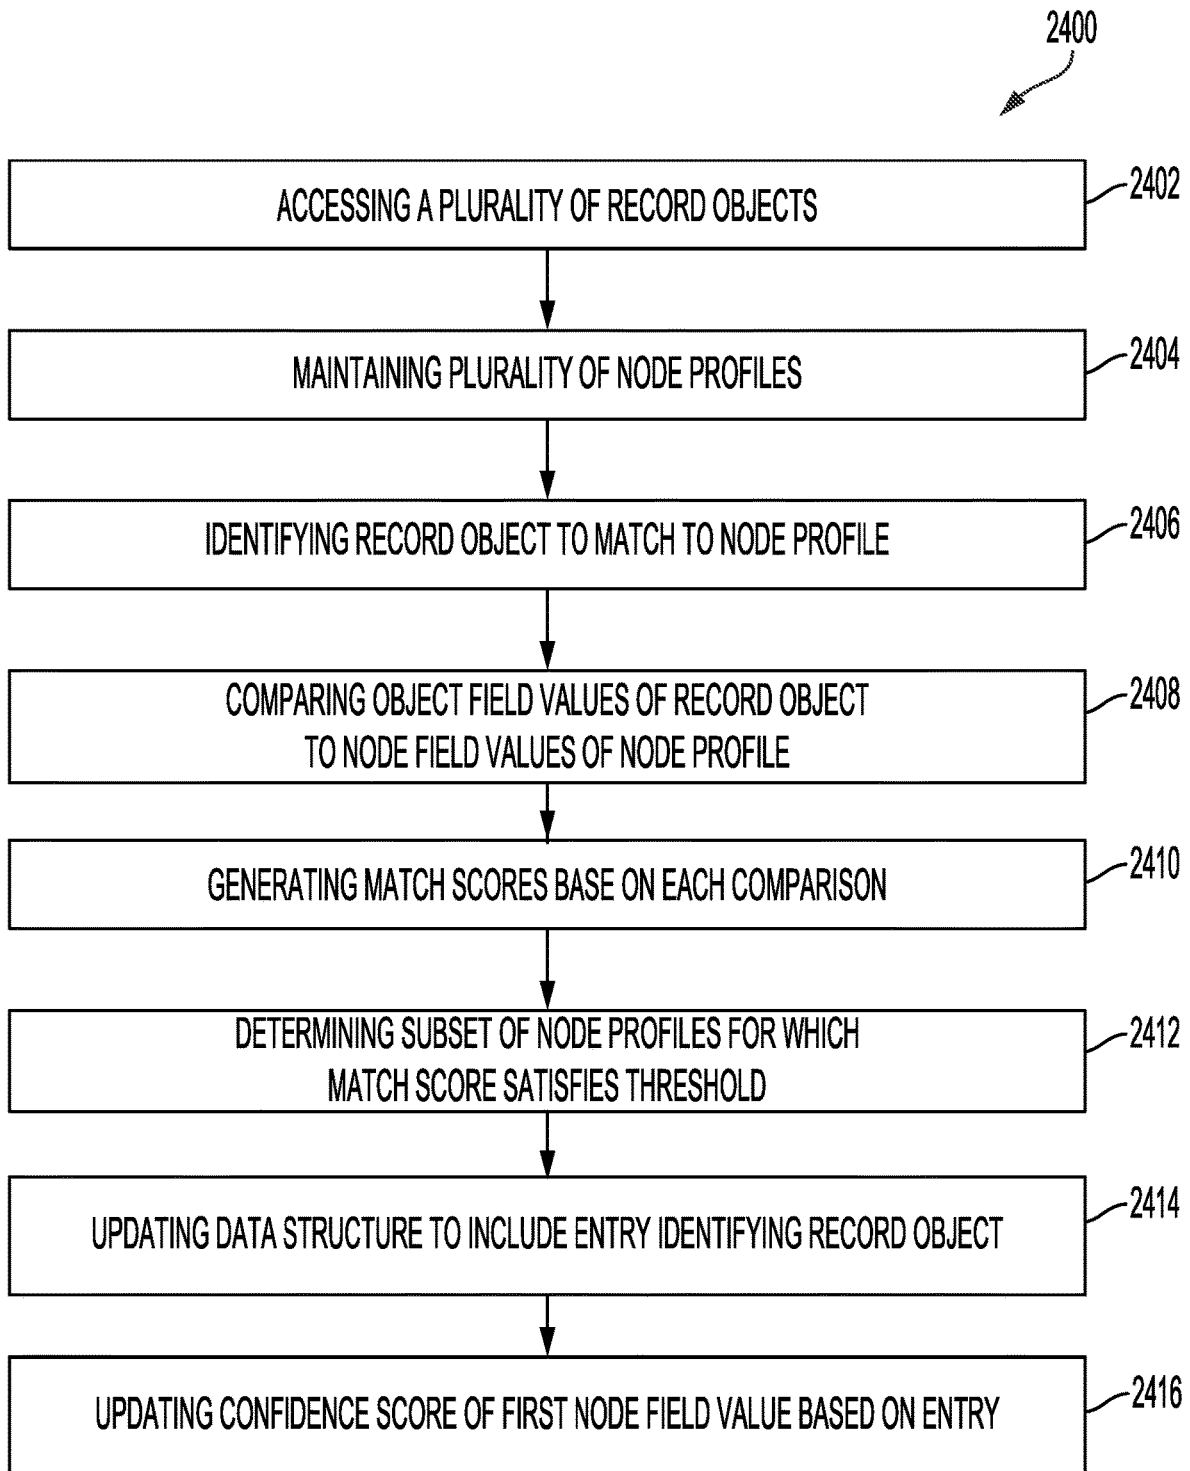 2400
ACCESSING A PLURALITY OF RECORD OBJECTS
2402
MAINTAINING PLURALITY OF NODE PROFILES
2404
IDENTIFYING RECORD OBJECT TO MATCH TO NODE PROFILE
2406
COMPARING OBJECT FIELD VALUES OF RECORD OBJECT
TO NODE FIELD VALUES OF NODE PROFILE
2408
GENERATING MATCH SCORES BASE ON EACH COMPARISON
2410
DETERMINING SUBSET OF NODE PROFILES FOR WHICH
MATCH SCORE SATISFIES THRESHOLD
2412
UPDATING DATA STRUCTURE TO INCLUDE ENTRY IDENTIFYING RECORD OBJECT
2414
UPDATING CONFIDENCE SCORE OF FIRST NODE FIELD VALUE BASED ON ENTRY
2416